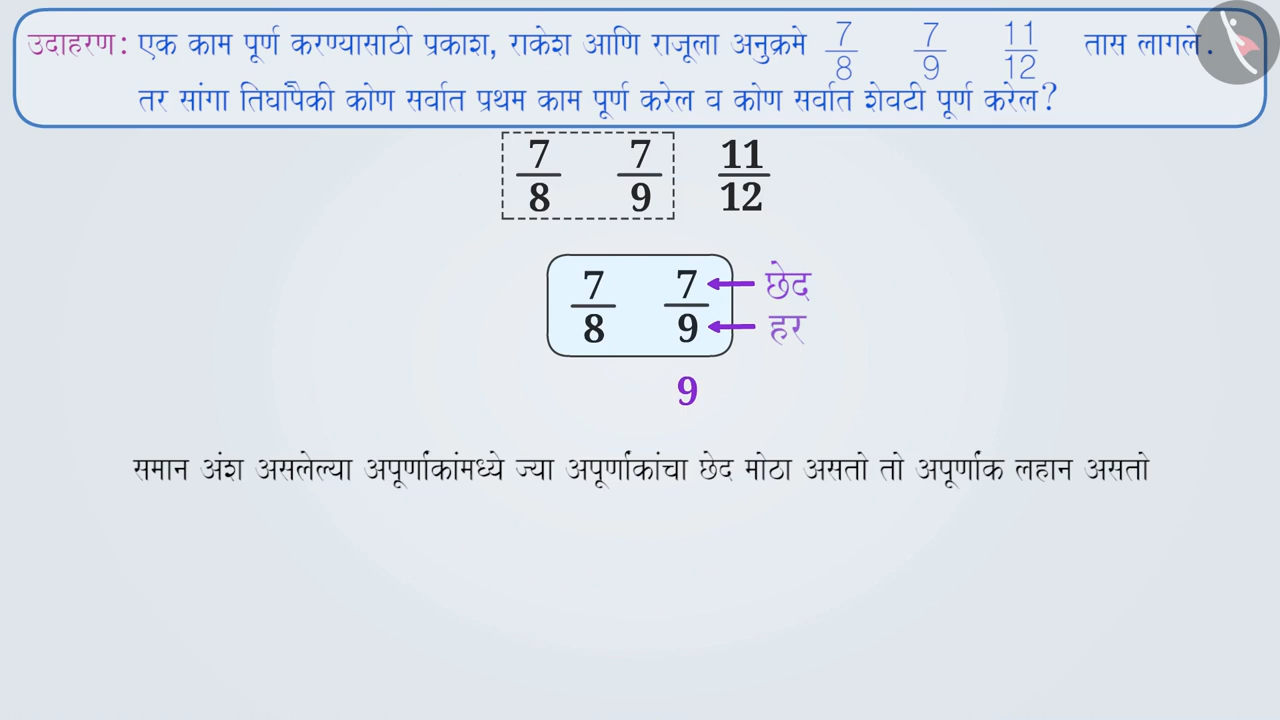 उदाहरण: एक काम पूर्ण करण्यासाठी प्रकाश, राकेश आणि राजूला अनुक्रमे 7/8 7/9 11/12 तास लागले.
तर सांगा तिघांपैकी कोण सर्वात प्रथम काम पूर्ण करेल व कोण सर्वात शेवटी पूर्ण करेल?
7/8 7/9 11/12
7/8 7/9 छेद
हर
9
समान अंश असलेल्या अपूर्णांकांमध्ये ज्या अपूर्णांकांचा छेद मोठा असतो तो अपूर्णांक लहान असतो